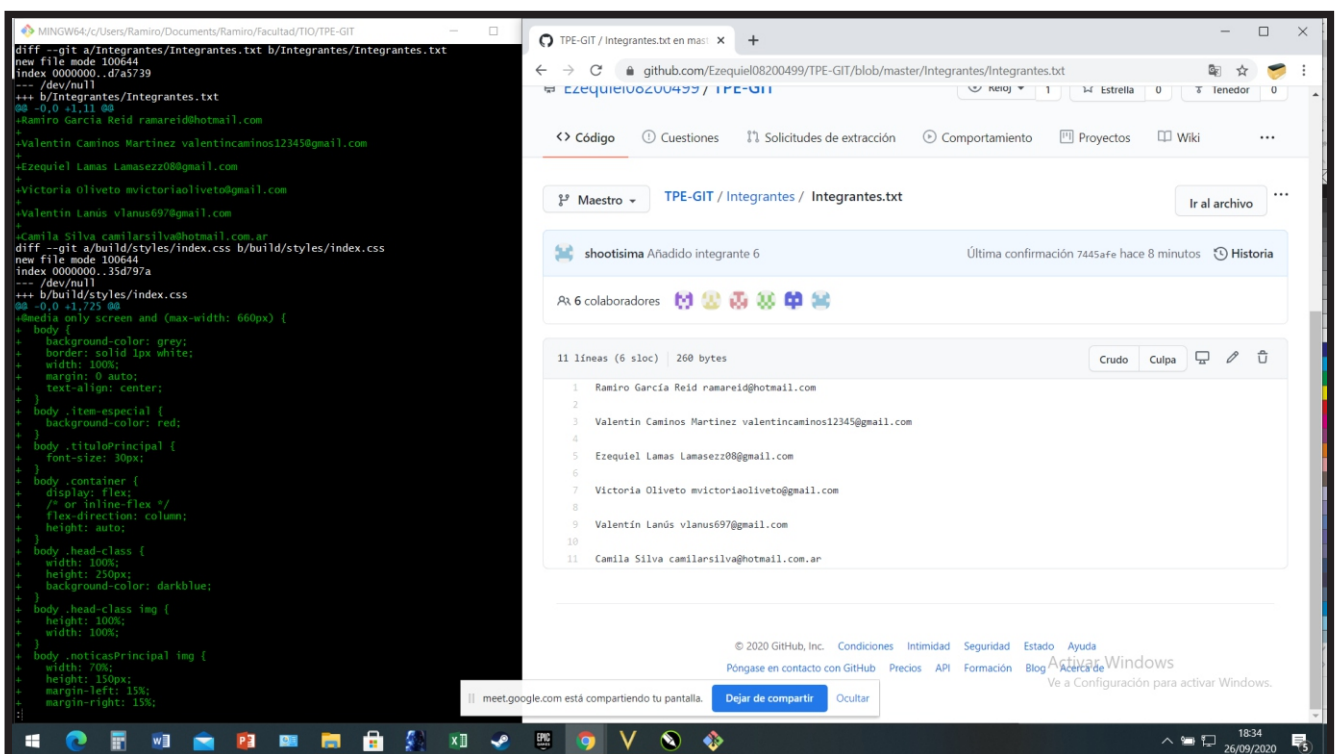 MINGW64:/c/Users/Ramiro/Documents/Ramiro/Facultad/TIO/TPE-GIT
diff --git a/Integrantes/Integrantes.txt b/Integrantes/Integrantes.txt
new file mode 100644
index 0000000..d7a5739
--- /dev/null
+++ b/Integrantes/Integrantes.txt
@@ -0,0 +1,11 @@
+Ramiro García Reid ramareid@hotmail.com
+
+Valentin Caminos Martinez valentincaminos12345@gmail.com
+
+Ezequiel Lamas Lamasezz08@gmail.com
+
+Victoria Oliveto mvictoriaoliveto@gmail.com
+
+Valentín Lanús vlanus697@gmail.com
+
+Camila Silva camilarsilva@hotmail.com.ar
diff --git a/build/styles/index.css b/build/styles/index.css
new file mode 100644
index 0000000..35d797a
--- /dev/null
+++ b/build/styles/index.css
@@ -0,0 +1,725 @@
+@media only screen and (max-width: 660px) {
+  body {
+    background-color: grey;
+    border: solid 1px white;
+    width: 100%;
+    margin: 0 auto;
+    text-align: center;
+  }
+  body .item-especial {
+    background-color: red;
+  }
+  body .tituloPrincipal {
+    font-size: 30px;
+  }
+  body .container {
+    display: flex;
+    /* or inline-flex */
+    flex-direction: column;
+    height: auto;
+  }
+  body .head-class {
+    width: 100%;
+    height: 250px;
+    background-color: darkblue;
+  }
+  body .head-class img {
+    height: 100%;
+    width: 100%;
+  }
+  body .noticasPrincipal img {
+    width: 70%;
+    height: 150px;
+    margin-left: 15%;
+    margin-right: 15%;
:
TPE-GIT / Integrantes.txt en mast
github.com/Ezequiel08200499/TPE-GIT/blob/master/Integrantes/Integrantes.txt
Ezequiel08200499 / TPE-GIT Reloj 1 Estrella 0 Tenedor 0
Código Cuestiones Solicitudes de extracción Comportamiento Proyectos Wiki ...
Maestro TPE-GIT / Integrantes / Integrantes.txt Ir al archivo ...
shootisima Añadido integrante 6 Última confirmación 7445afe hace 8 minutos Historia
6 colaboradores
11 líneas (6 sloc) 260 bytes Crudo Culpa
1 Ramiro García Reid ramareid@hotmail.com
2
3 Valentin Caminos Martinez valentincaminos12345@gmail.com
4
5 Ezequiel Lamas Lamasezz08@gmail.com
6
7 Victoria Oliveto mvictoriaoliveto@gmail.com
8
9 Valentín Lanús vlanus697@gmail.com
10
11 Camila Silva camilarsilva@hotmail.com.ar
© 2020 GitHub, Inc. Condiciones Intimidad Seguridad Estado Ayuda
Póngase en contacto con GitHub Precios API Formación Blog Acerca de
Activar Windows
Ve a Configuración para activar Windows.
meet.google.com está compartiendo tu pantalla. Dejar de compartir Ocultar
EPIC
18:34
26/09/2020
5